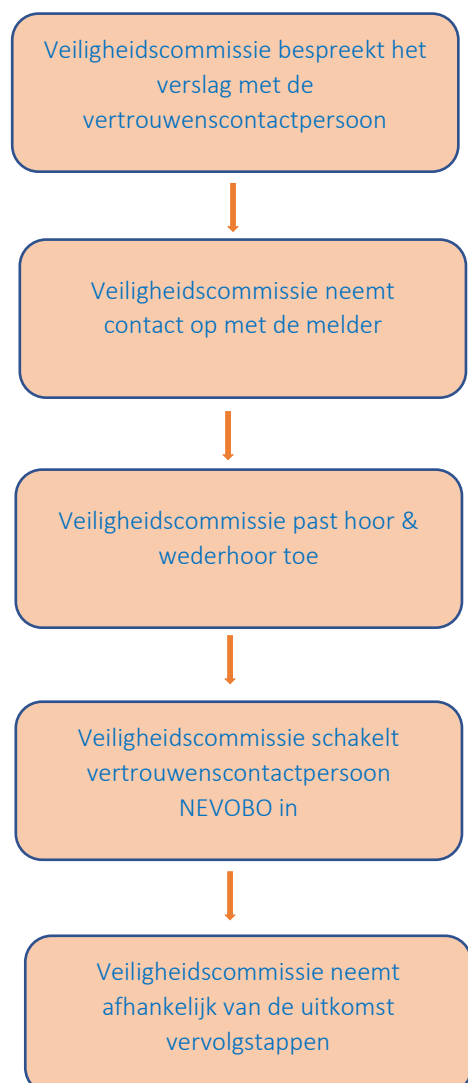 Veiligheidscommissie bespreekt het
verslag met de
vertrouwenscontactpersoon
Veiligheidscommissie neemt
contact op met de melder
Veiligheidscommissie past hoor &
wederhoor toe
Veiligheidscommissie schakelt
vertrouwenscontactpersoon
NEVOBO in
Veiligheidscommissie neemt
afhankelijk van de uitkomst
vervolgstappen